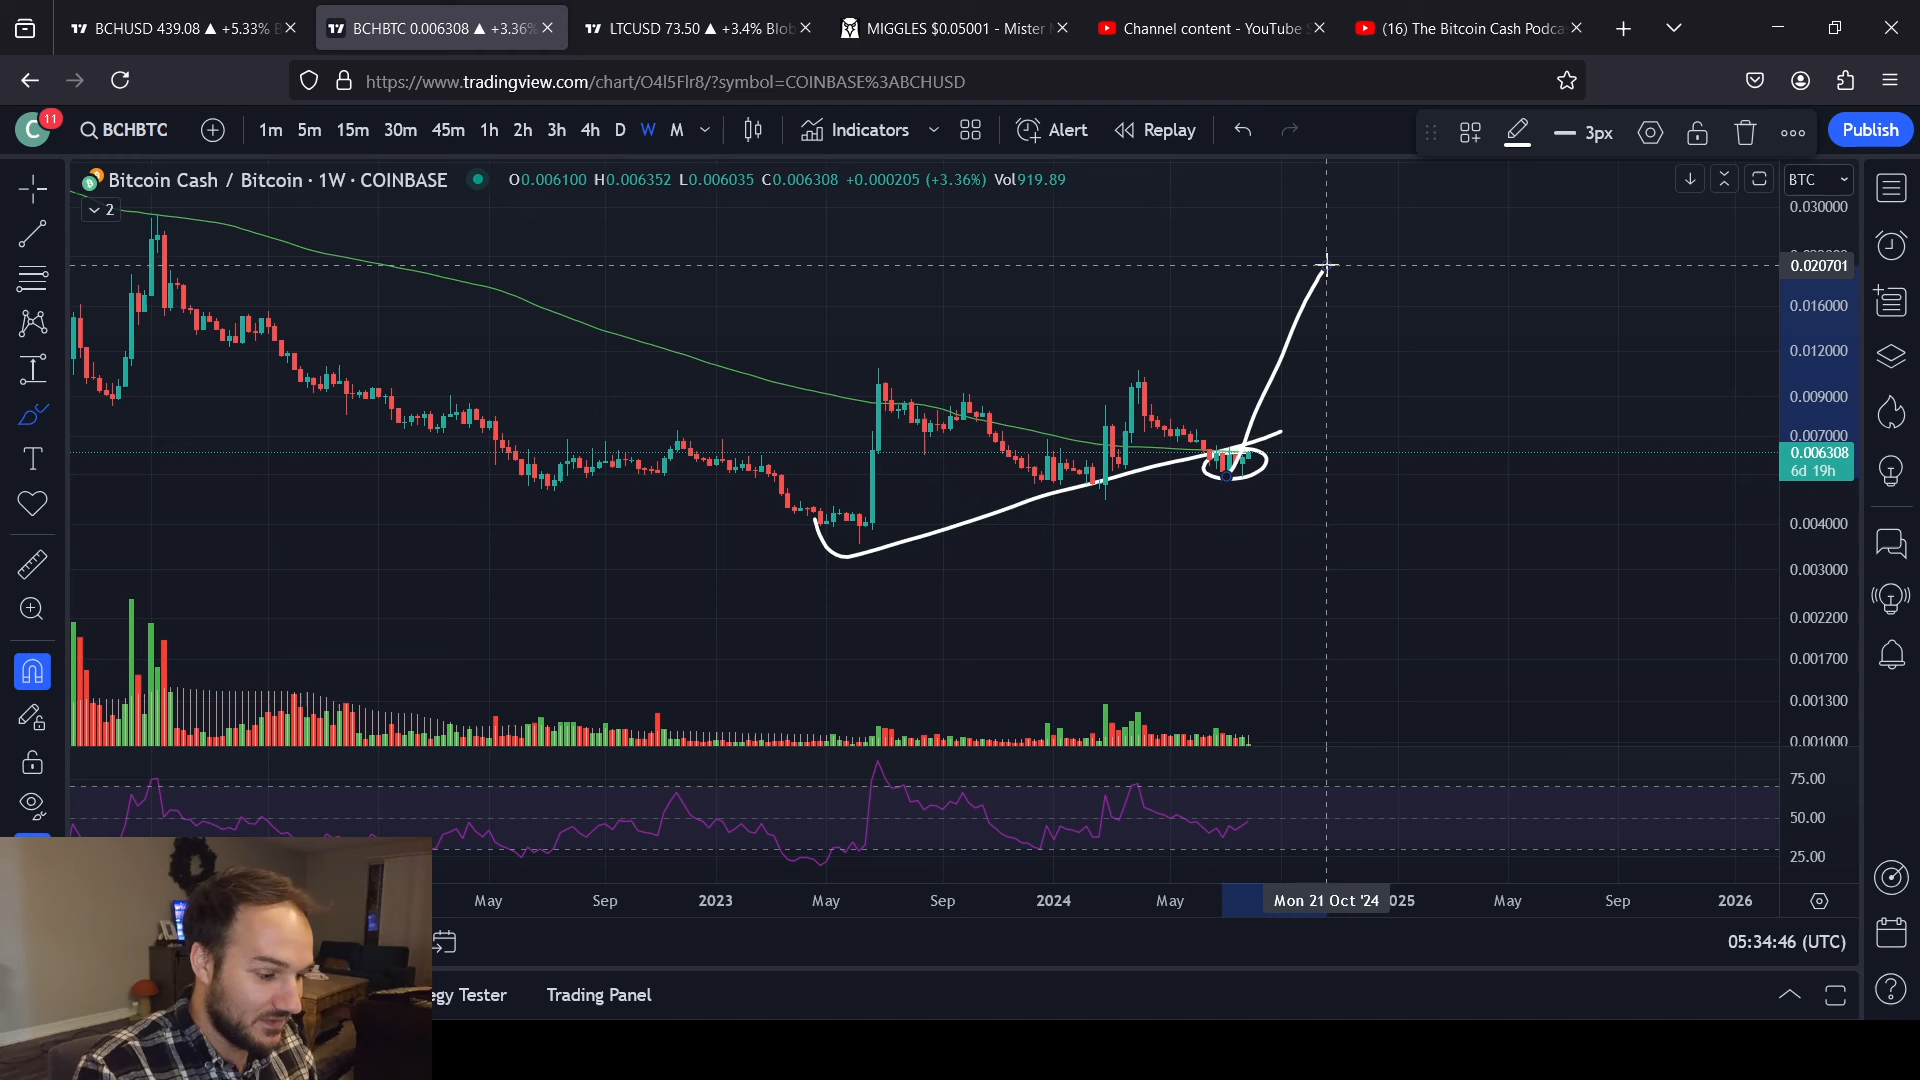 BCHUSD 439.08 ▲ +5.33% B
BCHBTC 0.006308 ▲ +3.36%
LTCUSD 73.50 ▲ +3.4% Blob
MIGGLES $0.05001 - Mister
Channel content - YouTube S
(16) The Bitcoin Cash Podca
https://www.tradingview.com/chart/O4l5Flr8/?symbol=COINBASE%3ABCHUSD
C 11 BCHBTC 1m 5m 15m 30m 45m 1h 2h 3h 4h D W M Indicators Alert Replay 3px Publish
Bitcoin Cash / Bitcoin · 1W · COINBASE O0.006100 H0.006352 L0.006035 C0.006308 +0.000205 (+3.36%) Vol919.89 BTC
2
0.030000
0.020701
0.016000
0.012000
0.009000
0.007000
0.006308
6d 19h
0.004000
0.003000
0.002200
0.001700
0.001300
0.001000
75.00
50.00
25.00
May Sep 2023 May Sep 2024 May Mon 21 Oct '24 025 May Sep 2026
05:34:46 (UTC)
egy Tester Trading Panel